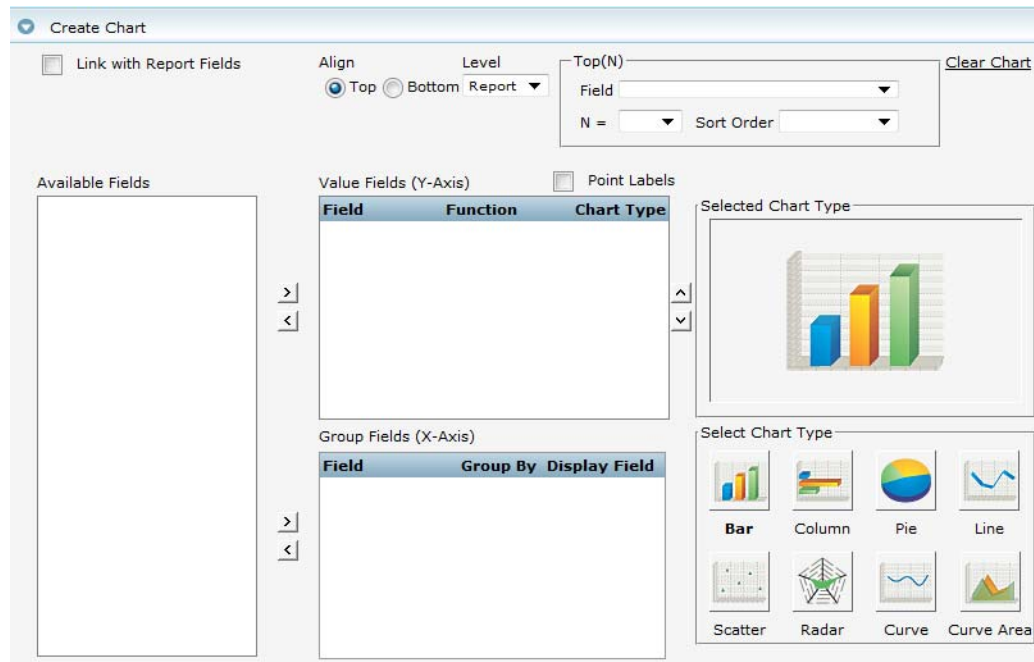 Create Chart
Link with Report Fields
Align
Level
Top Bottom Report
Top(N)
Field
N =
Sort Order
Clear Chart
Available Fields
Value Fields (Y-Axis)
Point Labels
Field Function Chart Type
>
<
^
v
Selected Chart Type
Group Fields (X-Axis)
Field Group By Display Field
>
<
Select Chart Type
Bar Column Pie Line
Scatter Radar Curve Curve Area